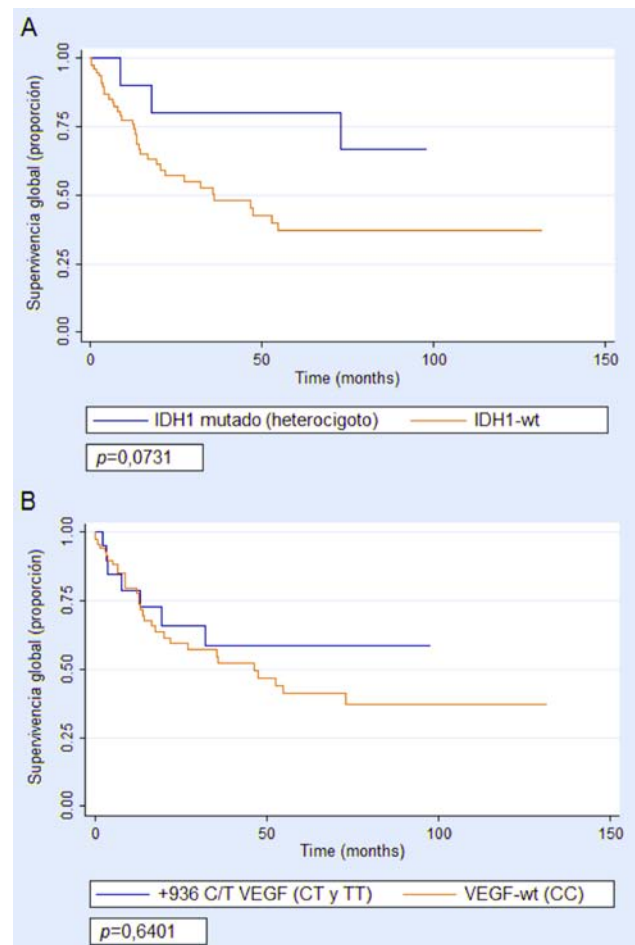 A
Supervivencia global (proporción)
1.00
0.75
0.50
0.25
0.00
0
50
100
150
Time (months)
IDH1 mutado (heterocigoto)
IDH1-wt
p=0,0731
B
Supervivencia global (proporción)
1.00
0.75
0.50
0.25
0.00
0
50
100
150
Time (months)
+936 C/T VEGF (CT y TT)
VEGF-wt (CC)
p=0,6401